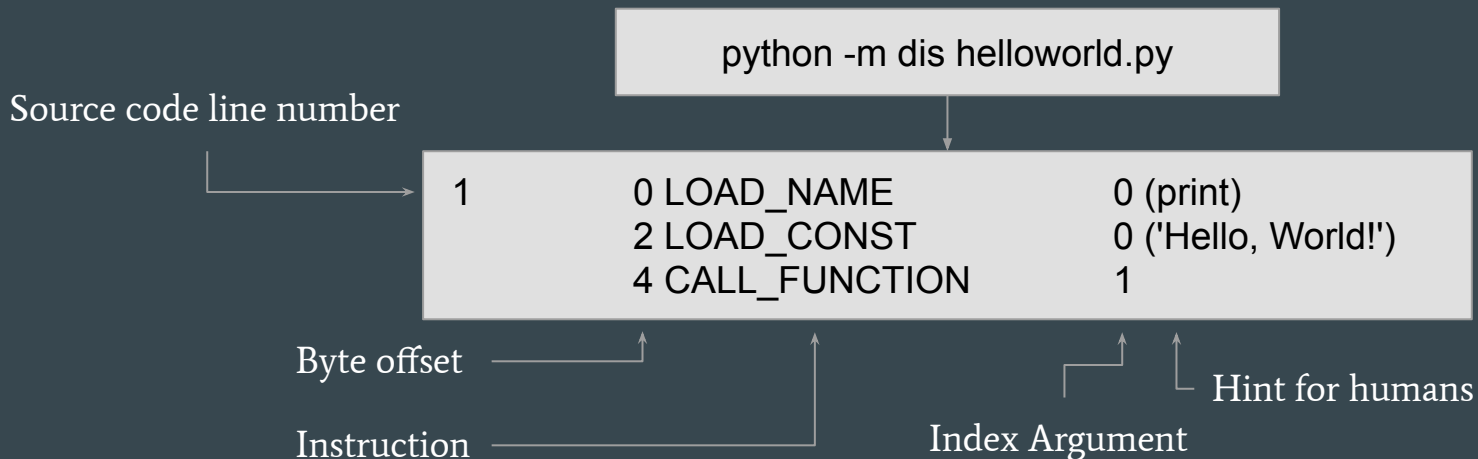 python -m dis helloworld.py
Source code line number
1 0 LOAD_NAME 0 (print)
2 LOAD_CONST 0 ('Hello, World!')
4 CALL_FUNCTION 1
Byte offset
Hint for humans
Index Argument
Instruction